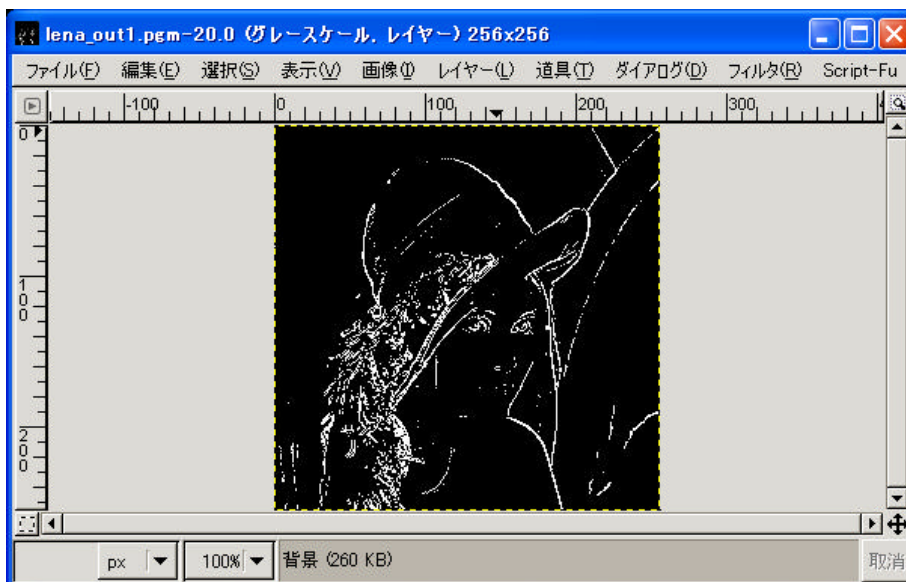 lena_out1.pgm-20.0 (グレースケール, レイヤー) 256x256
ファイル(F) 編集(E) 選択(S) 表示(V) 画像(I) レイヤー(L) 道具(T) ダイアログ(D) フィルタ(R) Script-Fu
-100 0 100 200 300
0
100
200
px 100% 背景 (260 KB) 取消